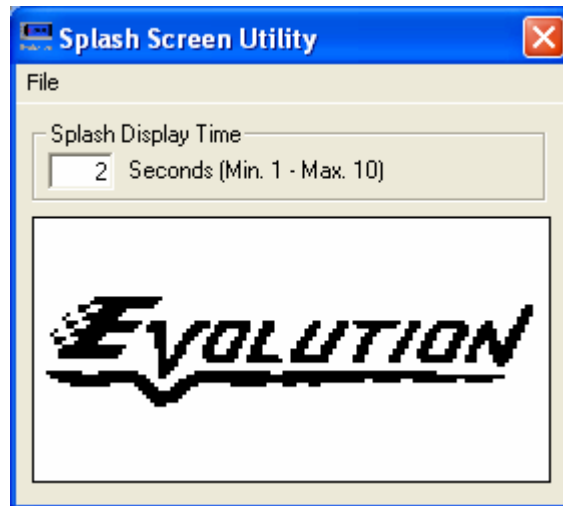 Splash Screen Utility
File
Splash Display Time
2 Seconds (Min. 1 - Max. 10)
EVOLUTION